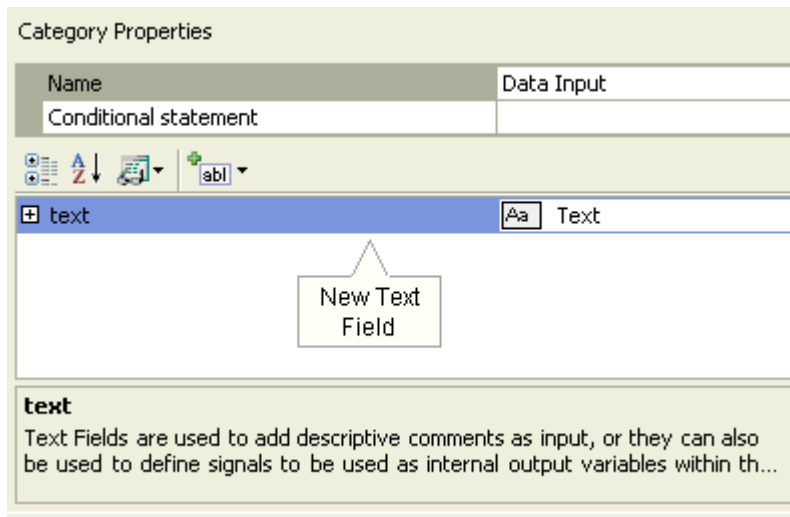 Category Properties
Name Data Input
Conditional statement
A Z abl
text Aa Text
New Text
Field
text
Text Fields are used to add descriptive comments as input, or they can also
be used to define signals to be used as internal output variables within th...